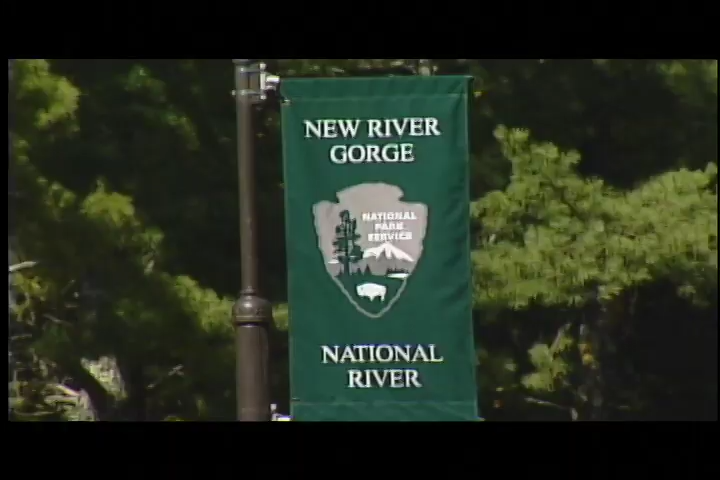 NEW RIVER
GORGE
NATIONAL
PARK
SERVICE
NATIONAL
RIVER